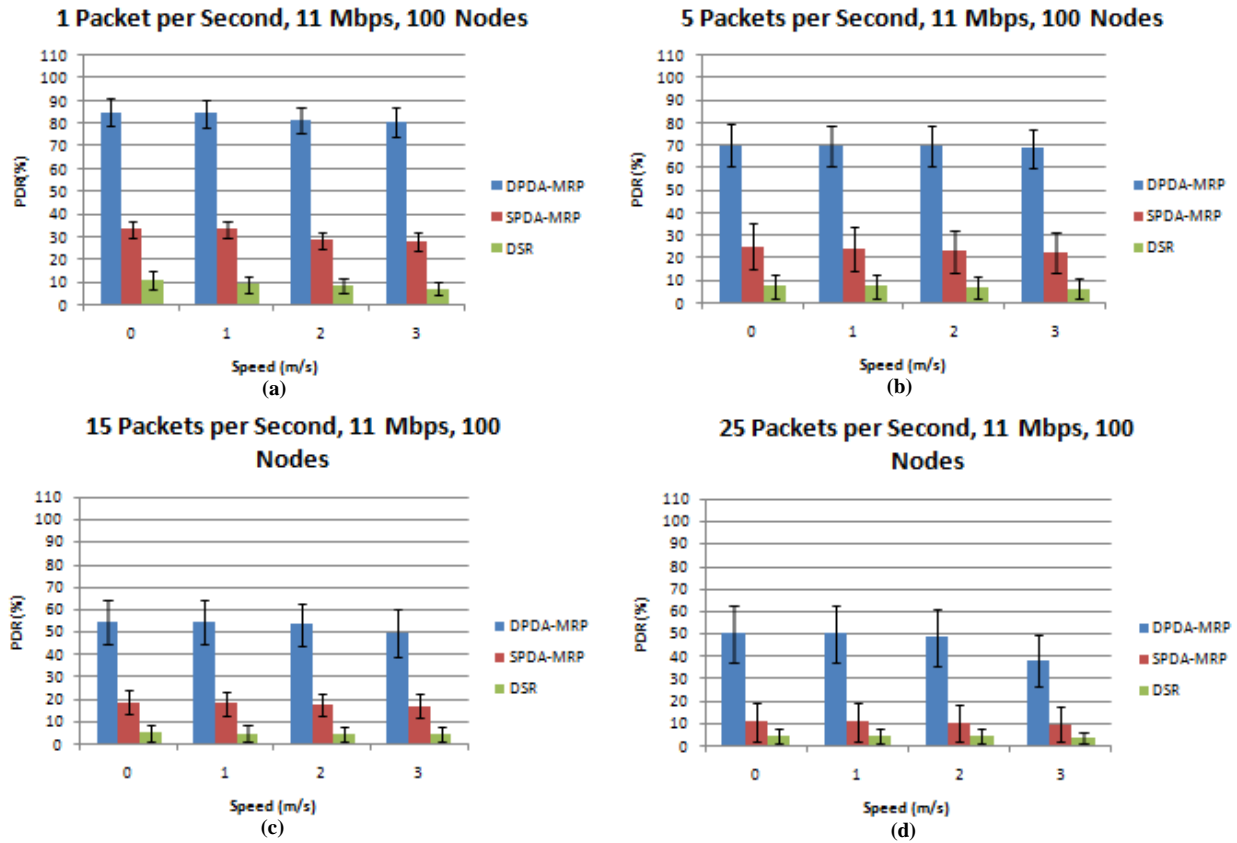 1 Packet per Second, 11 Mbps, 100 Nodes
110
100
90
80
70
60
50
40
30
20
10
0
PDR(%)
0
1
2
3
Speed (m/s)
DPDA-MRP
SPDA-MRP
DSR
(a)
5 Packets per Second, 11 Mbps, 100 Nodes
110
100
90
80
70
60
50
40
30
20
10
0
PDR(%)
0
1
2
3
Speed (m/s)
DPDA-MRP
SPDA-MRP
DSR
(b)
15 Packets per Second, 11 Mbps, 100
Nodes
110
100
90
80
70
60
50
40
30
20
10
0
PDR(%)
0
1
2
3
Speed (m/s)
DPDA-MRP
SPDA-MRP
DSR
(c)
25 Packets per Second, 11 Mbps, 100
Nodes
110
100
90
80
70
60
50
40
30
20
10
0
PDR(%)
0
1
2
3
Speed (m/s)
DPDA-MRP
SPDA-MRP
DSR
(d)